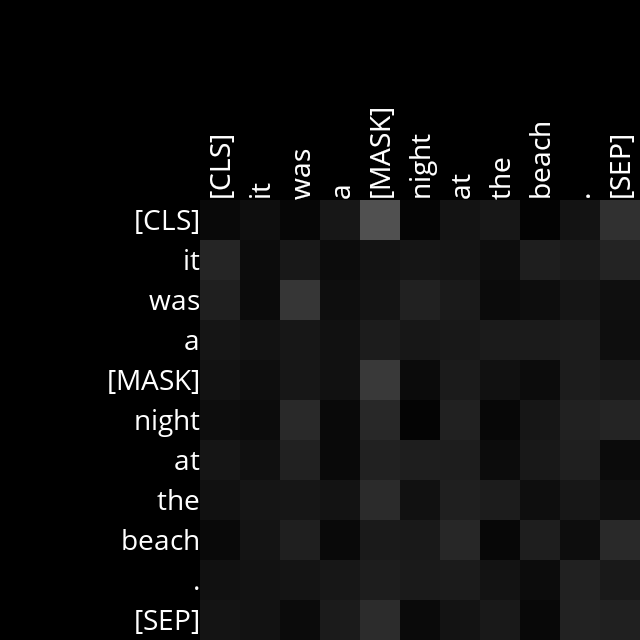 [CLS] it was a [MASK] night at the beach . [SEP]
[CLS]
it
was
a
[MASK]
night
at
the
beach
.
[SEP]